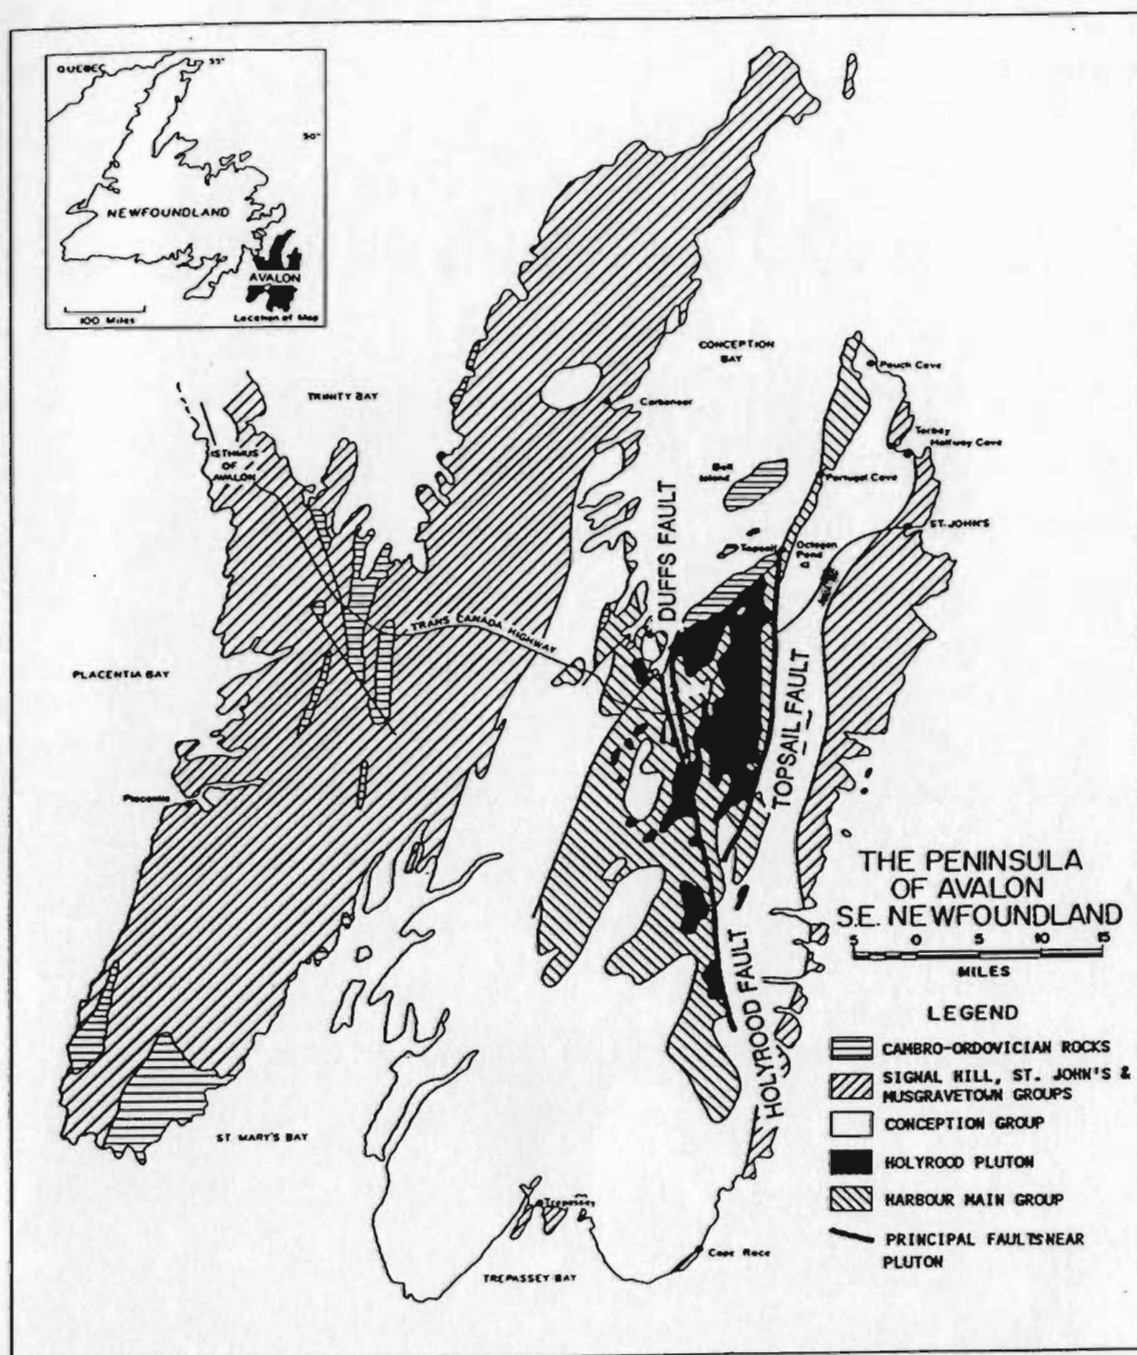 QUEBEC
55°
50°
NEWFOUNDLAND
AVALON
100 Miles
Location of Map
CONCEPTION
BAY
Pouch Cove
TRINITY BAY
Carbonear
Torbay
Halfway Cove
ISTHMUS
OF
AVALON
Bell
Island
Portugal Cove
DUFFS FAULT
ST. JOHN'S
Topsail
Octagon
Pond
TRANS CANADA HIGHWAY
PLACENTIA BAY
TOPSAIL FAULT
Placentia
THE PENINSULA
OF AVALON
S.E. NEWFOUNDLAND
5 0 5 10 15
MILES
HOLYROOD FAULT
LEGEND
CAMBRO-ORDOVICIAN ROCKS
SIGNAL HILL, ST. JOHN'S &
MUSGRAVETOWN GROUPS
CONCEPTION GROUP
HOLYROOD PLUTON
HARBOUR MAIN GROUP
PRINCIPAL FAULTS NEAR
PLUTON
ST. MARY'S BAY
Trepassey
Cape Race
TREPASSEY BAY